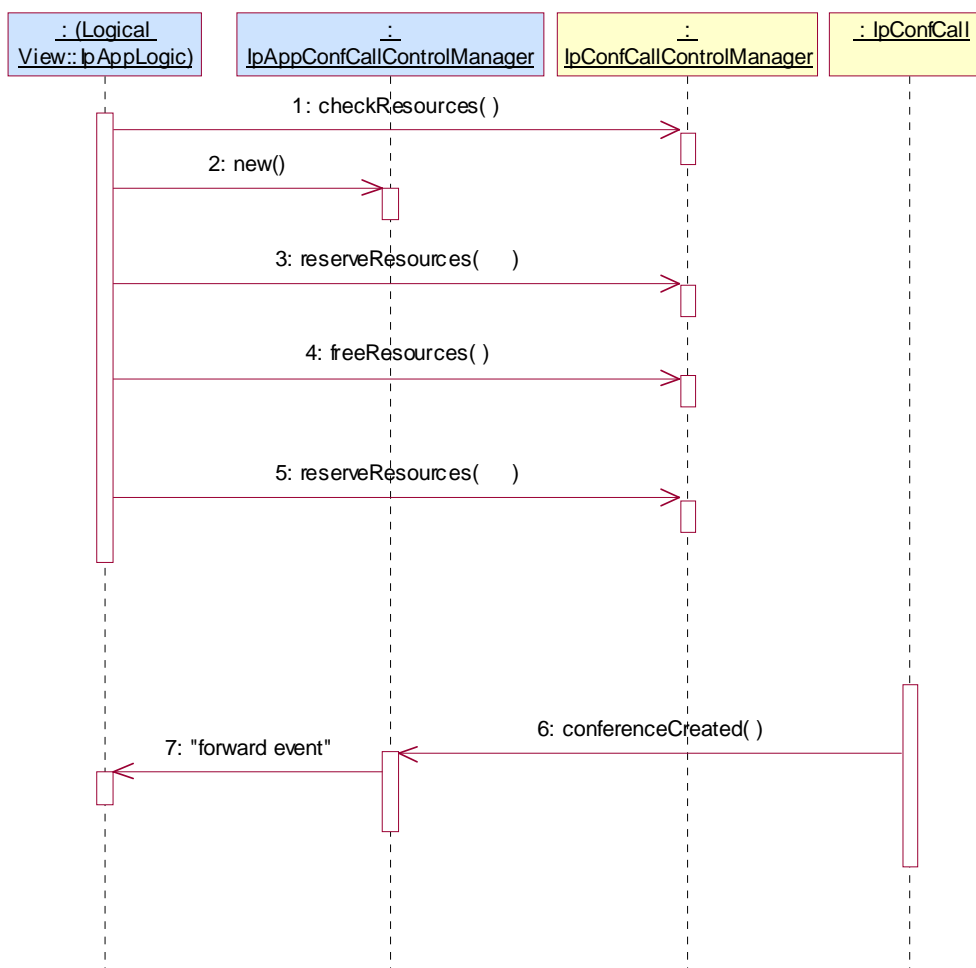 : (Logical
View::IpAppLogic)
:
IpAppConfCallControlManager
:
IpConfCallControlManager
: IpConfCall
1: checkResources( )
2: new()
3: reserveResources(     )
4: freeResources( )
5: reserveResources(     )
6: conferenceCreated( )
7: "forward event"